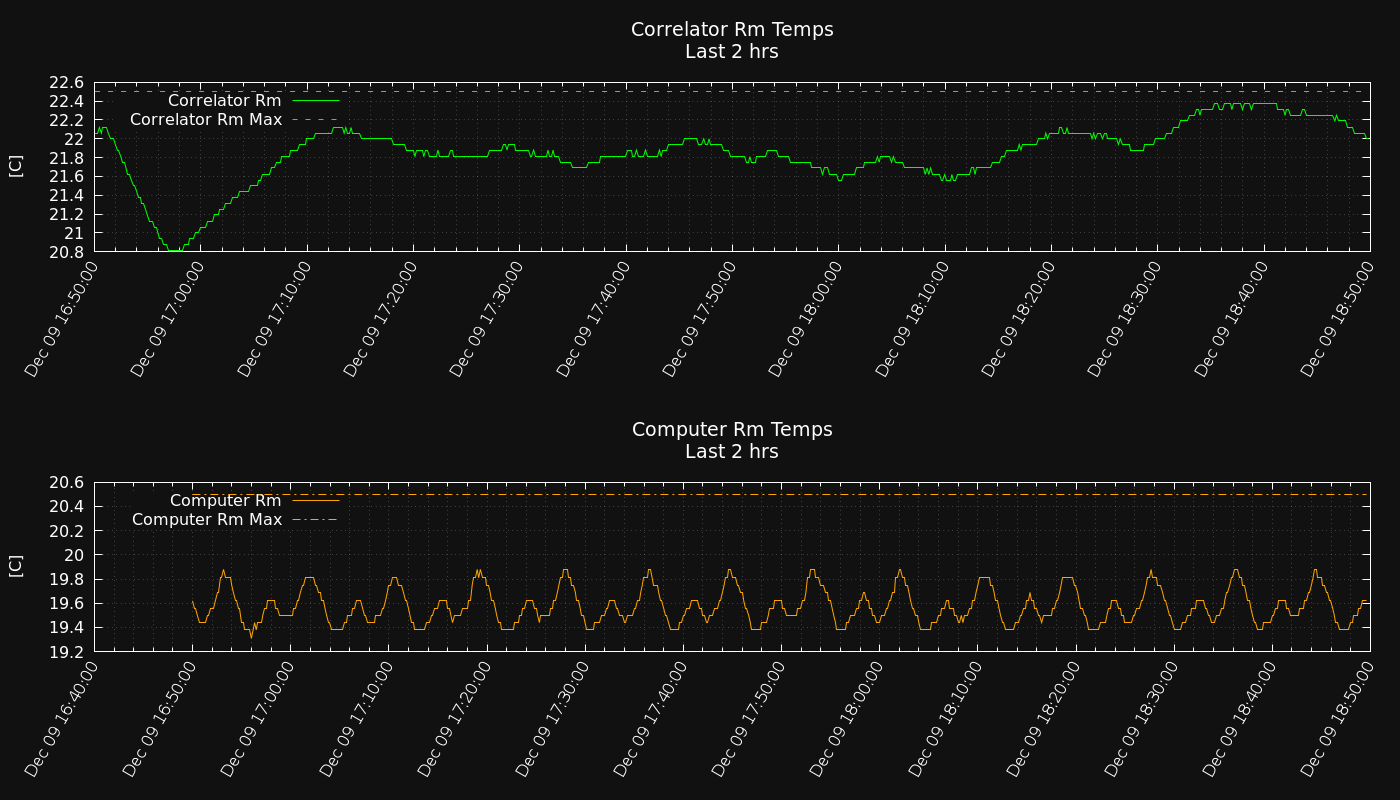 Correlator Rm Temps
Last 2 hrs
22.6
22.4
22.2
22
21.8
21.6
21.4
21.2
21
20.8
[C]
Correlator Rm
Correlator Rm Max
Dec 09 16:50:00
Dec 09 17:00:00
Dec 09 17:10:00
Dec 09 17:20:00
Dec 09 17:30:00
Dec 09 17:40:00
Dec 09 17:50:00
Dec 09 18:00:00
Dec 09 18:10:00
Dec 09 18:20:00
Dec 09 18:30:00
Dec 09 18:40:00
Dec 09 18:50:00
Computer Rm Temps
Last 2 hrs
20.6
20.4
20.2
20
19.8
19.6
19.4
19.2
[C]
Computer Rm
Computer Rm Max
Dec 09 16:40:00
Dec 09 16:50:00
Dec 09 17:00:00
Dec 09 17:10:00
Dec 09 17:20:00
Dec 09 17:30:00
Dec 09 17:40:00
Dec 09 17:50:00
Dec 09 18:00:00
Dec 09 18:10:00
Dec 09 18:20:00
Dec 09 18:30:00
Dec 09 18:40:00
Dec 09 18:50:00